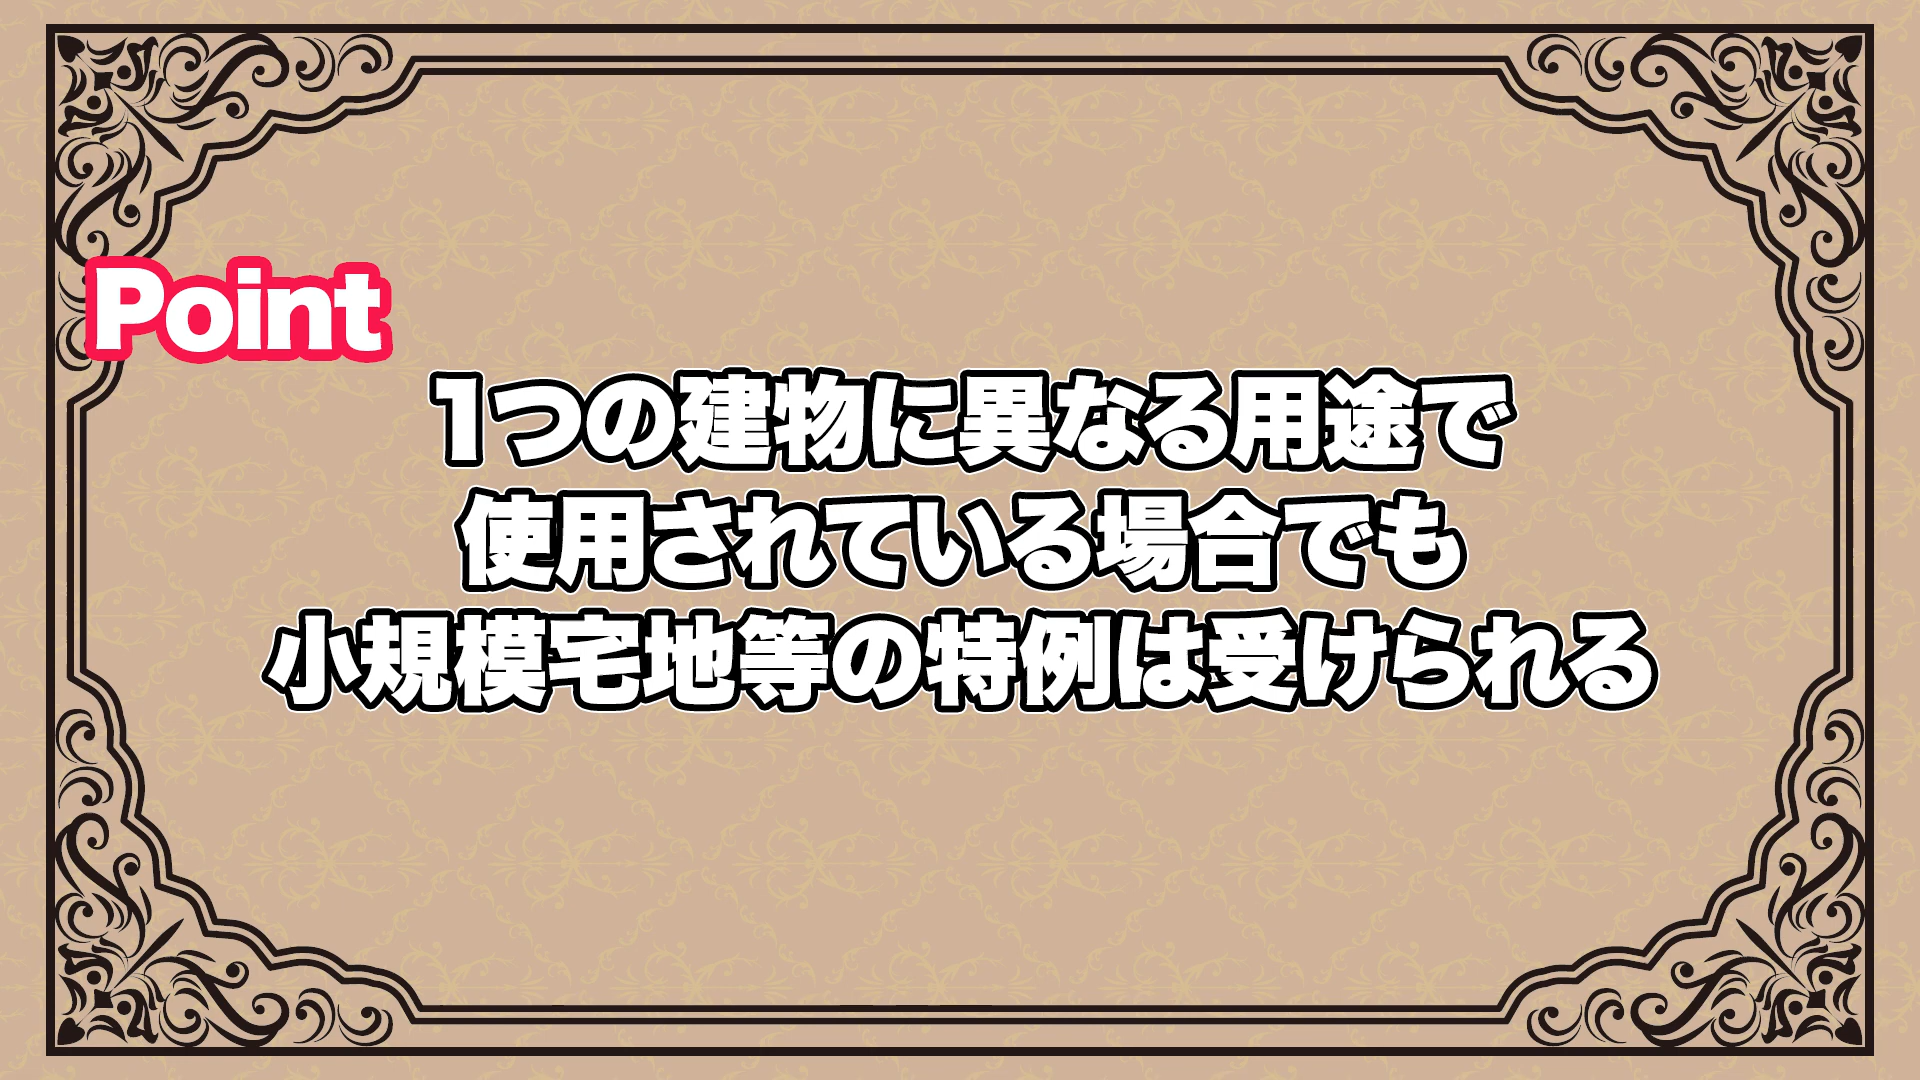 Point
1つの建物に異なる用途で
使用されている場合でも
小規模宅地等の特例は受けられる